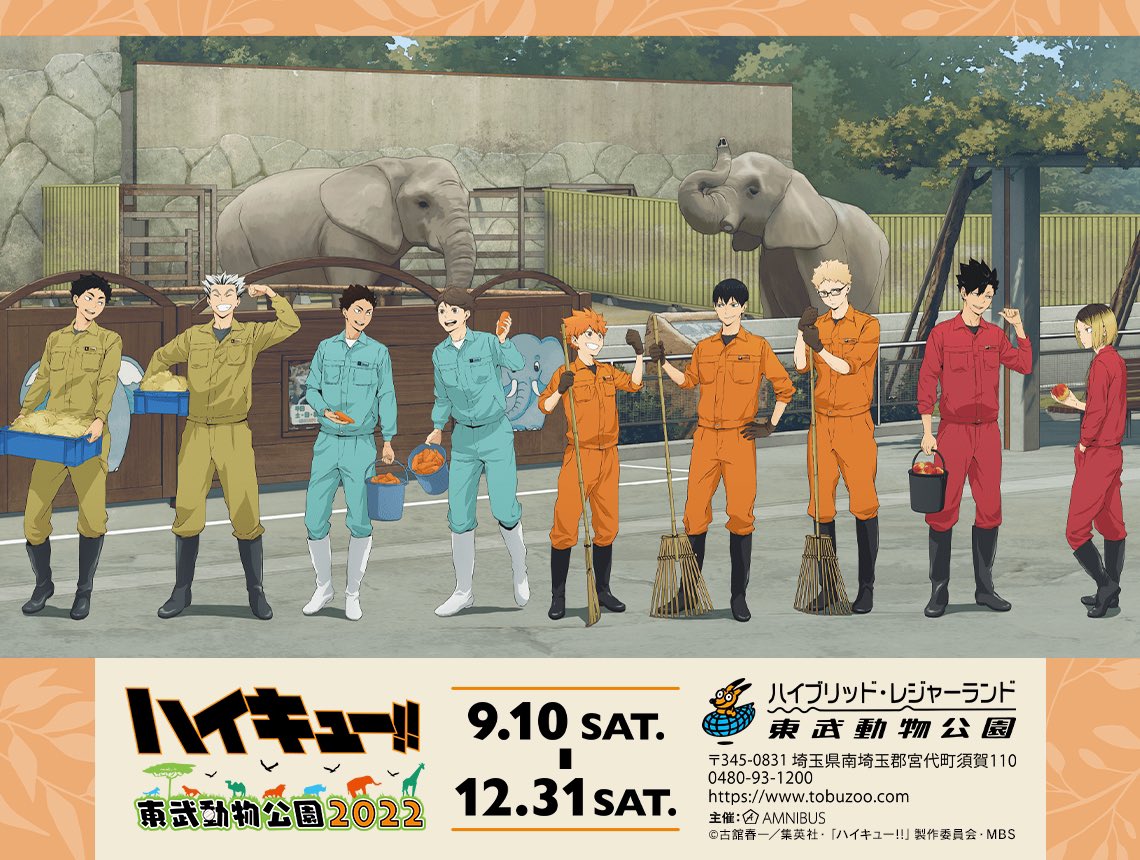 ハイキュー!!
東武動物公園2022
9.10 SAT.
12.31 SAT.
ハイブリッド・レジャーランド
東武動物公園
〒345-0831 埼玉県南埼玉郡宮代町須賀110
0480-93-1200
https://www.tobuzoo.com
主催: AMNIBUS
©古舘春一/集英社・「ハイキュー!!」製作委員会・MBS